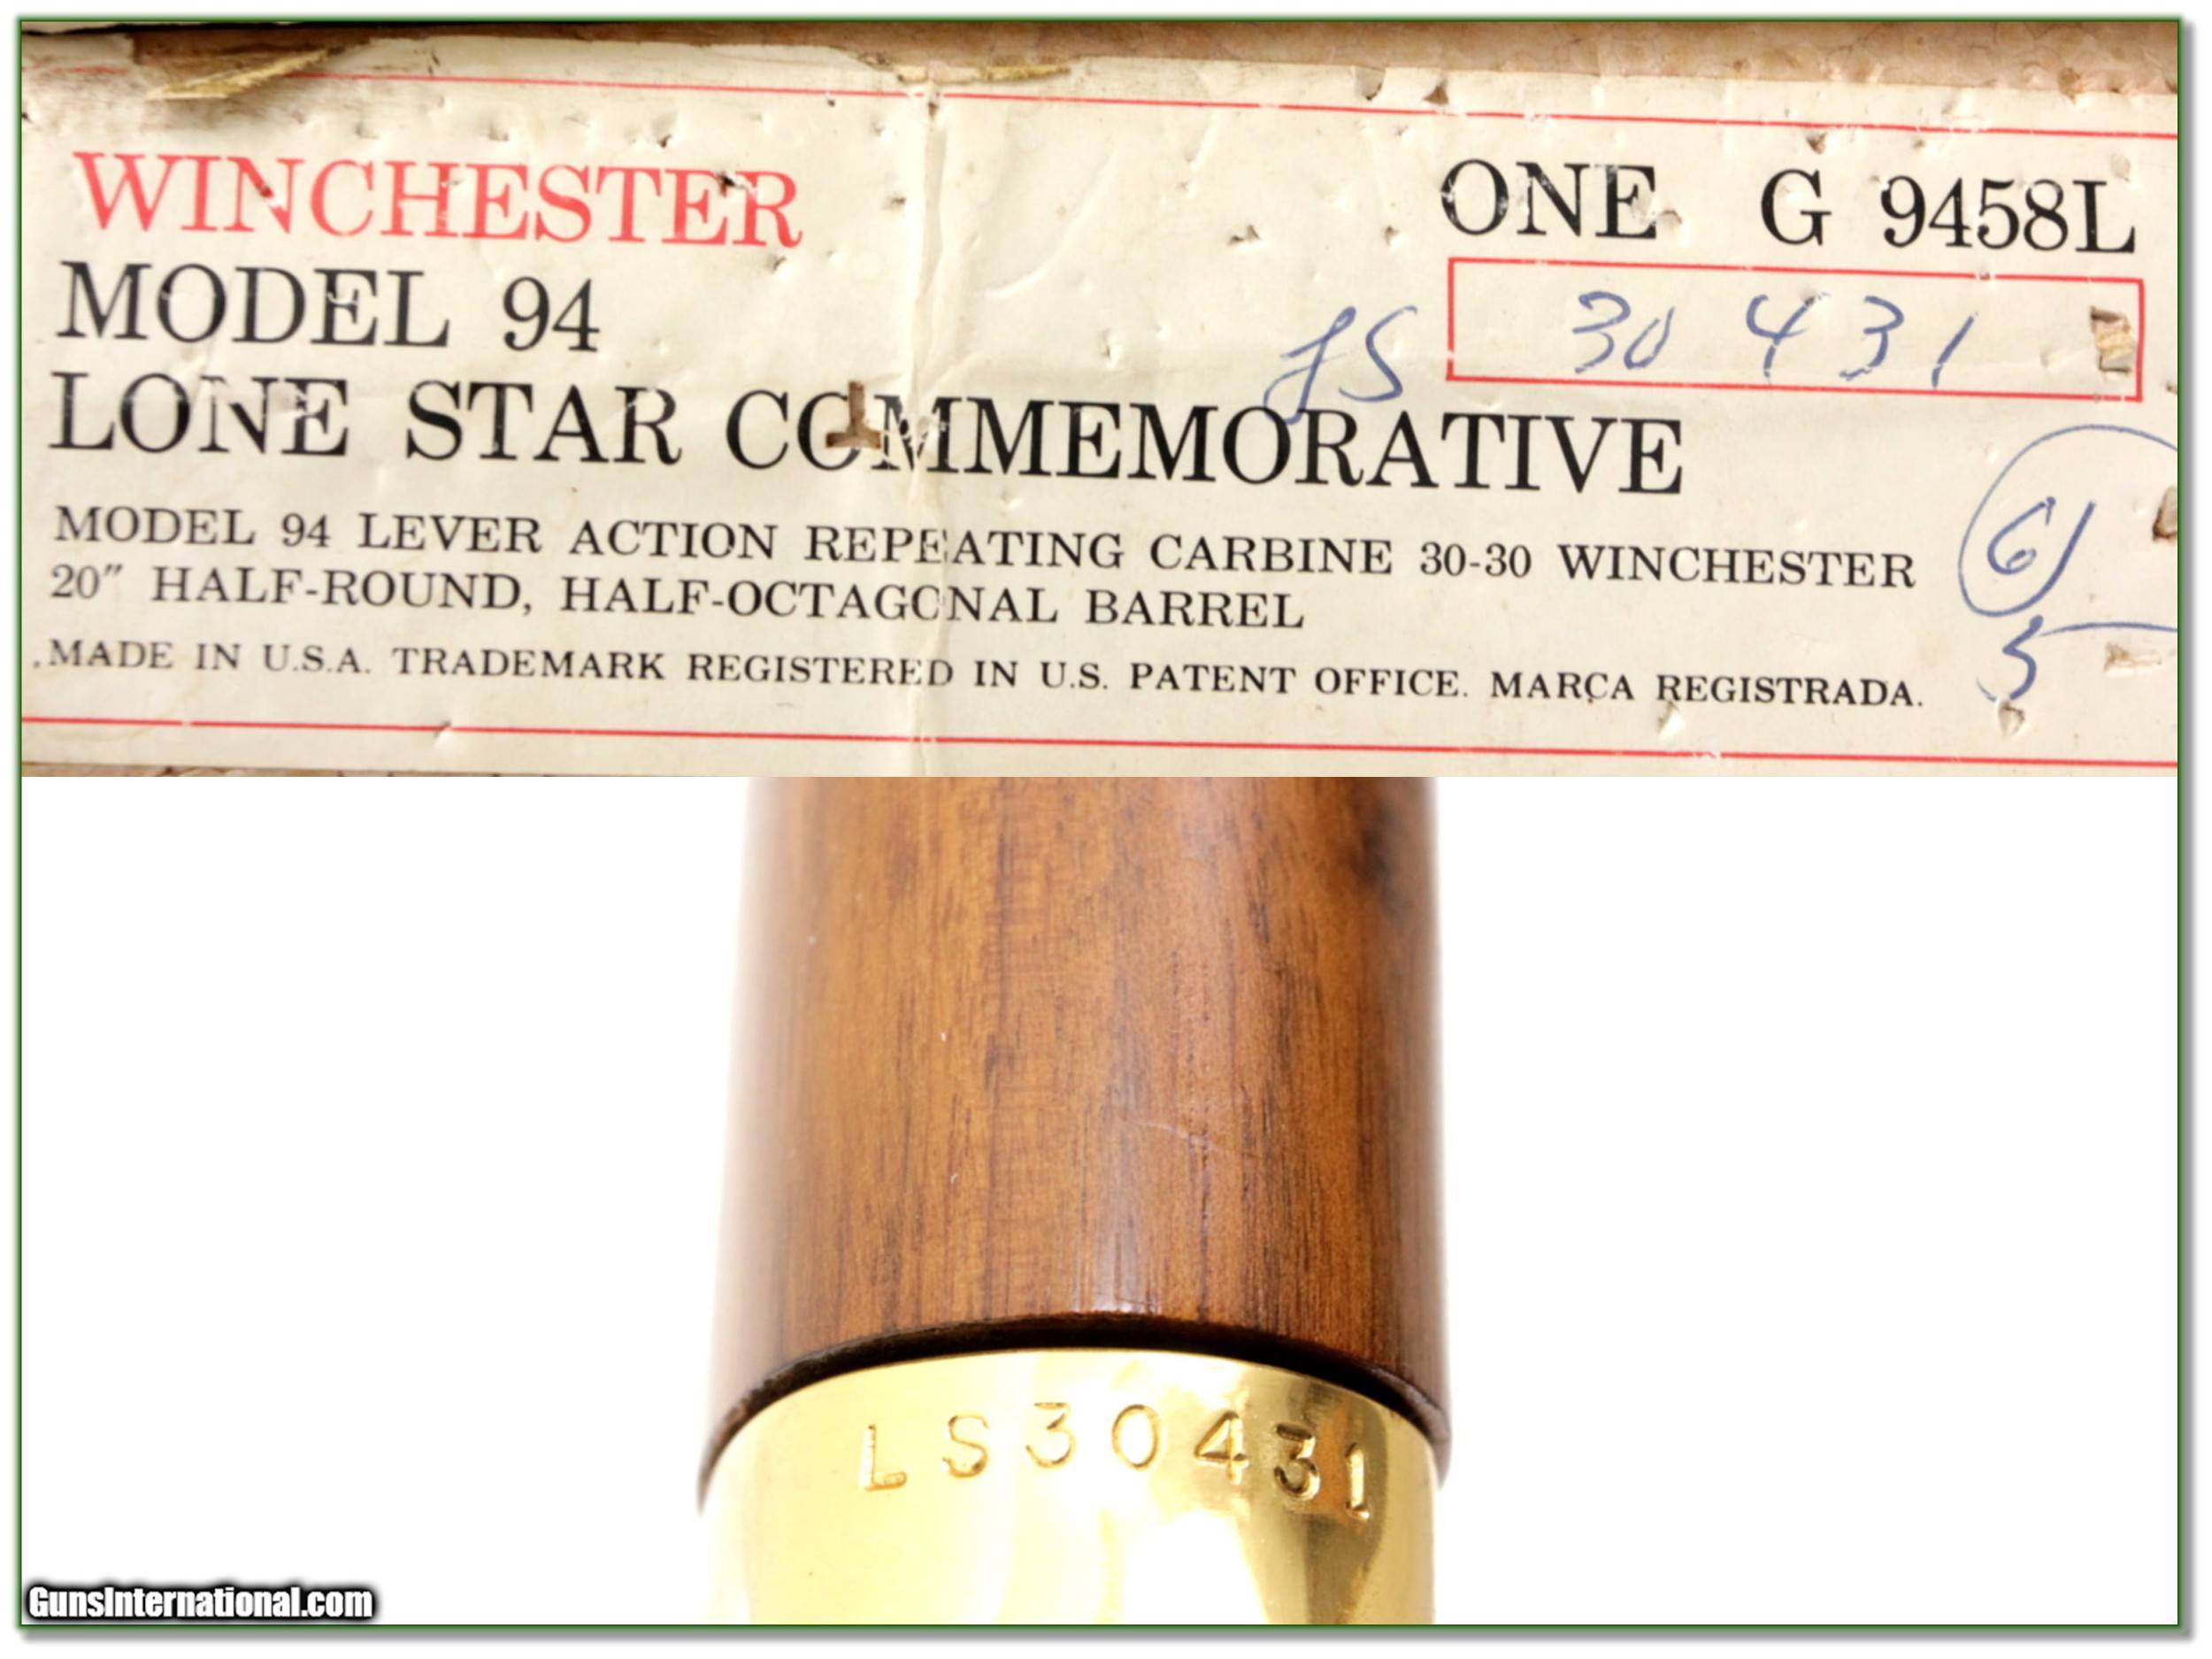 WINCHESTER
ONE G 9458L
MODEL 94
LS 30431
LONE STAR COMMEMORATIVE
MODEL 94 LEVER ACTION REPEATING CARBINE 30-30 WINCHESTER
20" HALF-ROUND, HALF-OCTAGONAL BARREL
MADE IN U.S.A. TRADEMARK REGISTERED IN U.S. PATENT OFFICE. MARCA REGISTRADA.
LS30431
GunsInternational.com